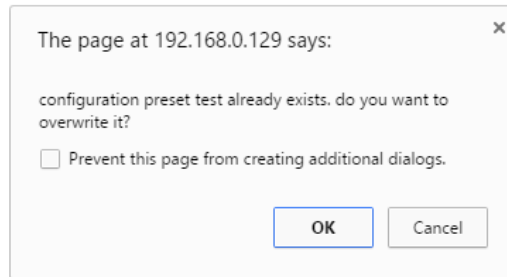 The page at 192.168.0.129 says:
configuration preset test already exists. do you want to
overwrite it?
Prevent this page from creating additional dialogs.
OK
Cancel